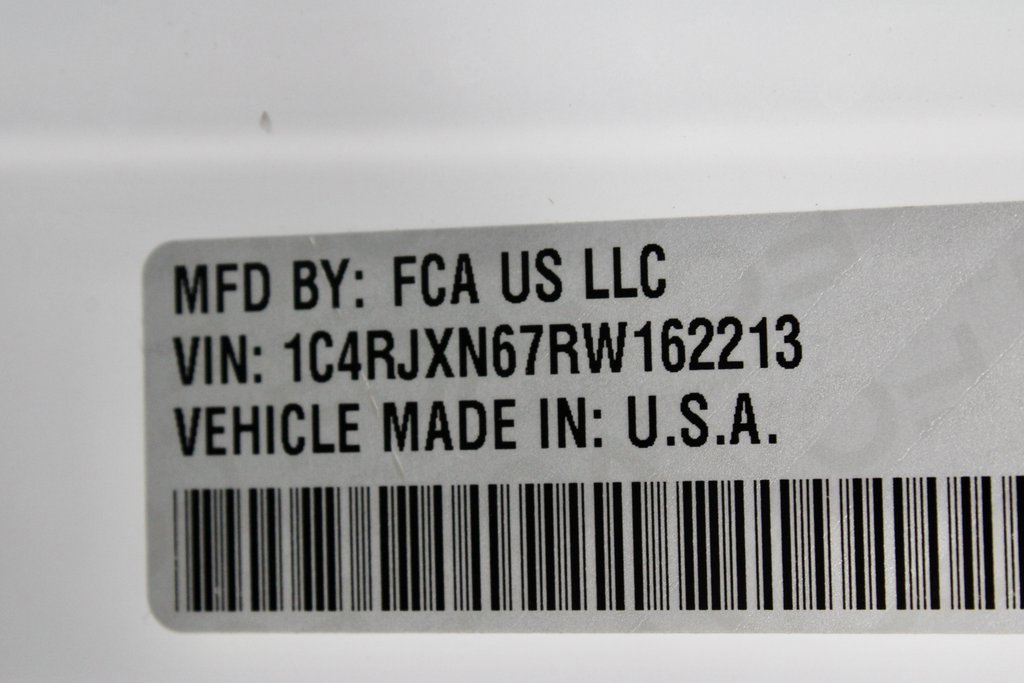 MFD BY: FCA US LLC
VIN: 1C4RJXN67RW162213
VEHICLE MADE IN: U.S.A.